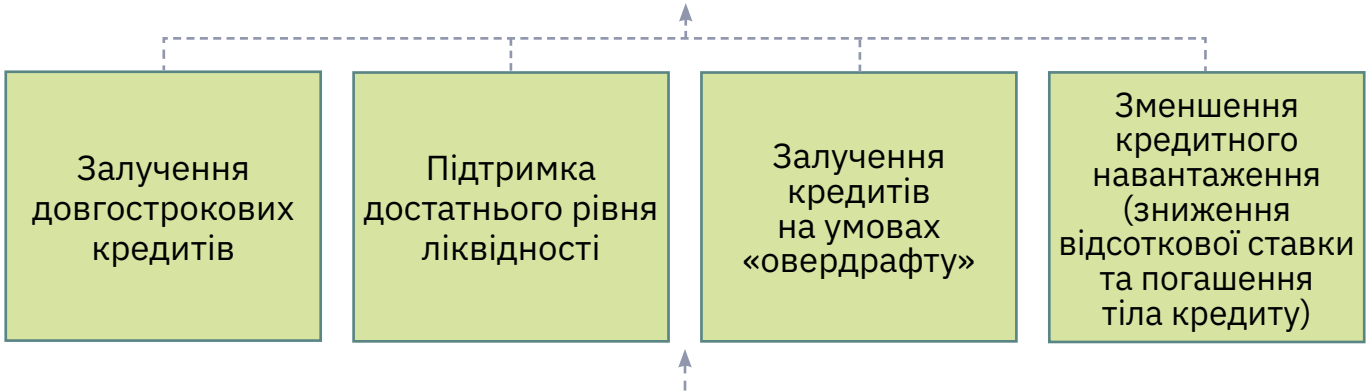 Залучення
довгострокових
кредитів
Підтримка
достатнього рівня
ліквідності
Залучення
кредитів
на умовах
«овердрафту»
Зменшення
кредитного
навантаження
(зниження
відсоткової ставки
та погашення
тіла кредиту)